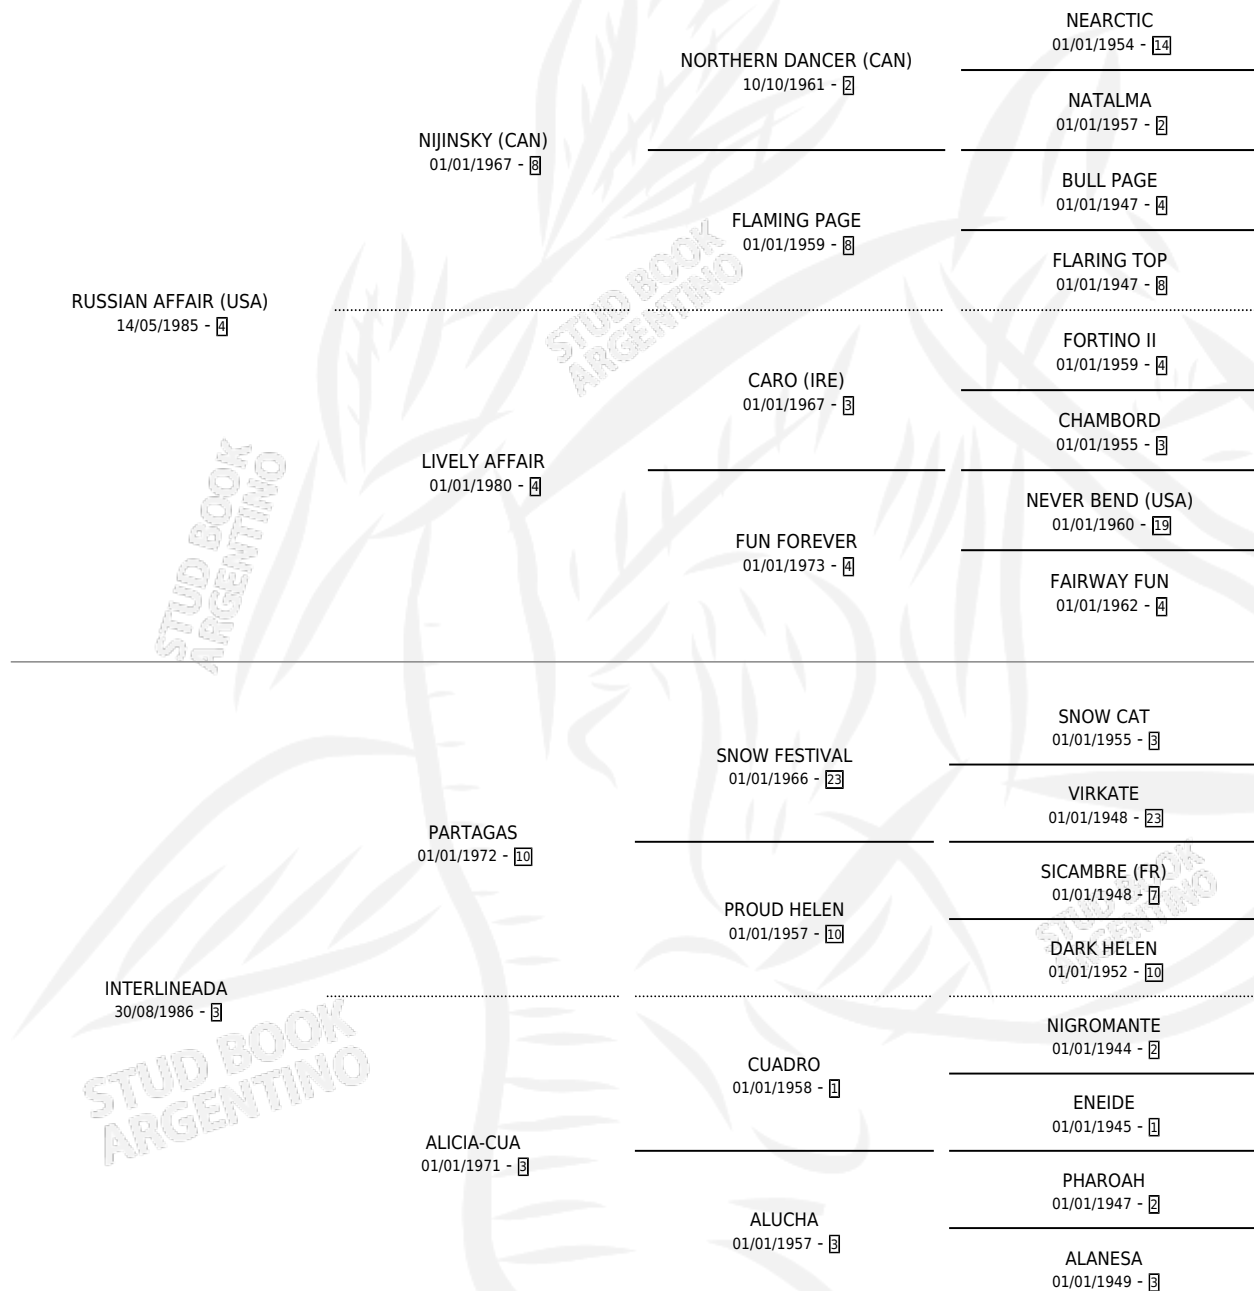 NEARCTIC
01/01/1954 - 14
NORTHERN DANCER (CAN)
10/10/1961 - 2
NATALMA
01/01/1957 - 2
NIJINSKY (CAN)
01/01/1967 - 8
BULL PAGE
01/01/1947 - 4
FLAMING PAGE
01/01/1959 - 8
FLARING TOP
01/01/1947 - 8
RUSSIAN AFFAIR (USA)
14/05/1985 - 4
FORTINO II
01/01/1959 - 4
CARO (IRE)
01/01/1967 - 3
CHAMBORD
01/01/1955 - 3
LIVELY AFFAIR
01/01/1980 - 4
NEVER BEND (USA)
01/01/1960 - 19
FUN FOREVER
01/01/1973 - 4
FAIRWAY FUN
01/01/1962 - 4
SNOW CAT
01/01/1955 - 3
SNOW FESTIVAL
01/01/1966 - 23
VIRKATE
01/01/1948 - 23
PARTAGAS
01/01/1972 - 10
SICAMBRE (FR)
01/01/1948 - 7
PROUD HELEN
01/01/1957 - 10
DARK HELEN
01/01/1952 - 10
INTERLINEADA
30/08/1986 - 3
NIGROMANTE
01/01/1944 - 2
CUADRO
01/01/1958 - 1
ENEIDE
01/01/1945 - 1
ALICIA-CUA
01/01/1971 - 3
PHAROAH
01/01/1947 - 2
ALUCHA
01/01/1957 - 3
ALANESA
01/01/1949 - 3
STUD BOOK
ARGENTINO
STUD BOOK
ARGENTINO
STUD BOOK
ARGENTINO
STUD BOOK
ARGENTINO